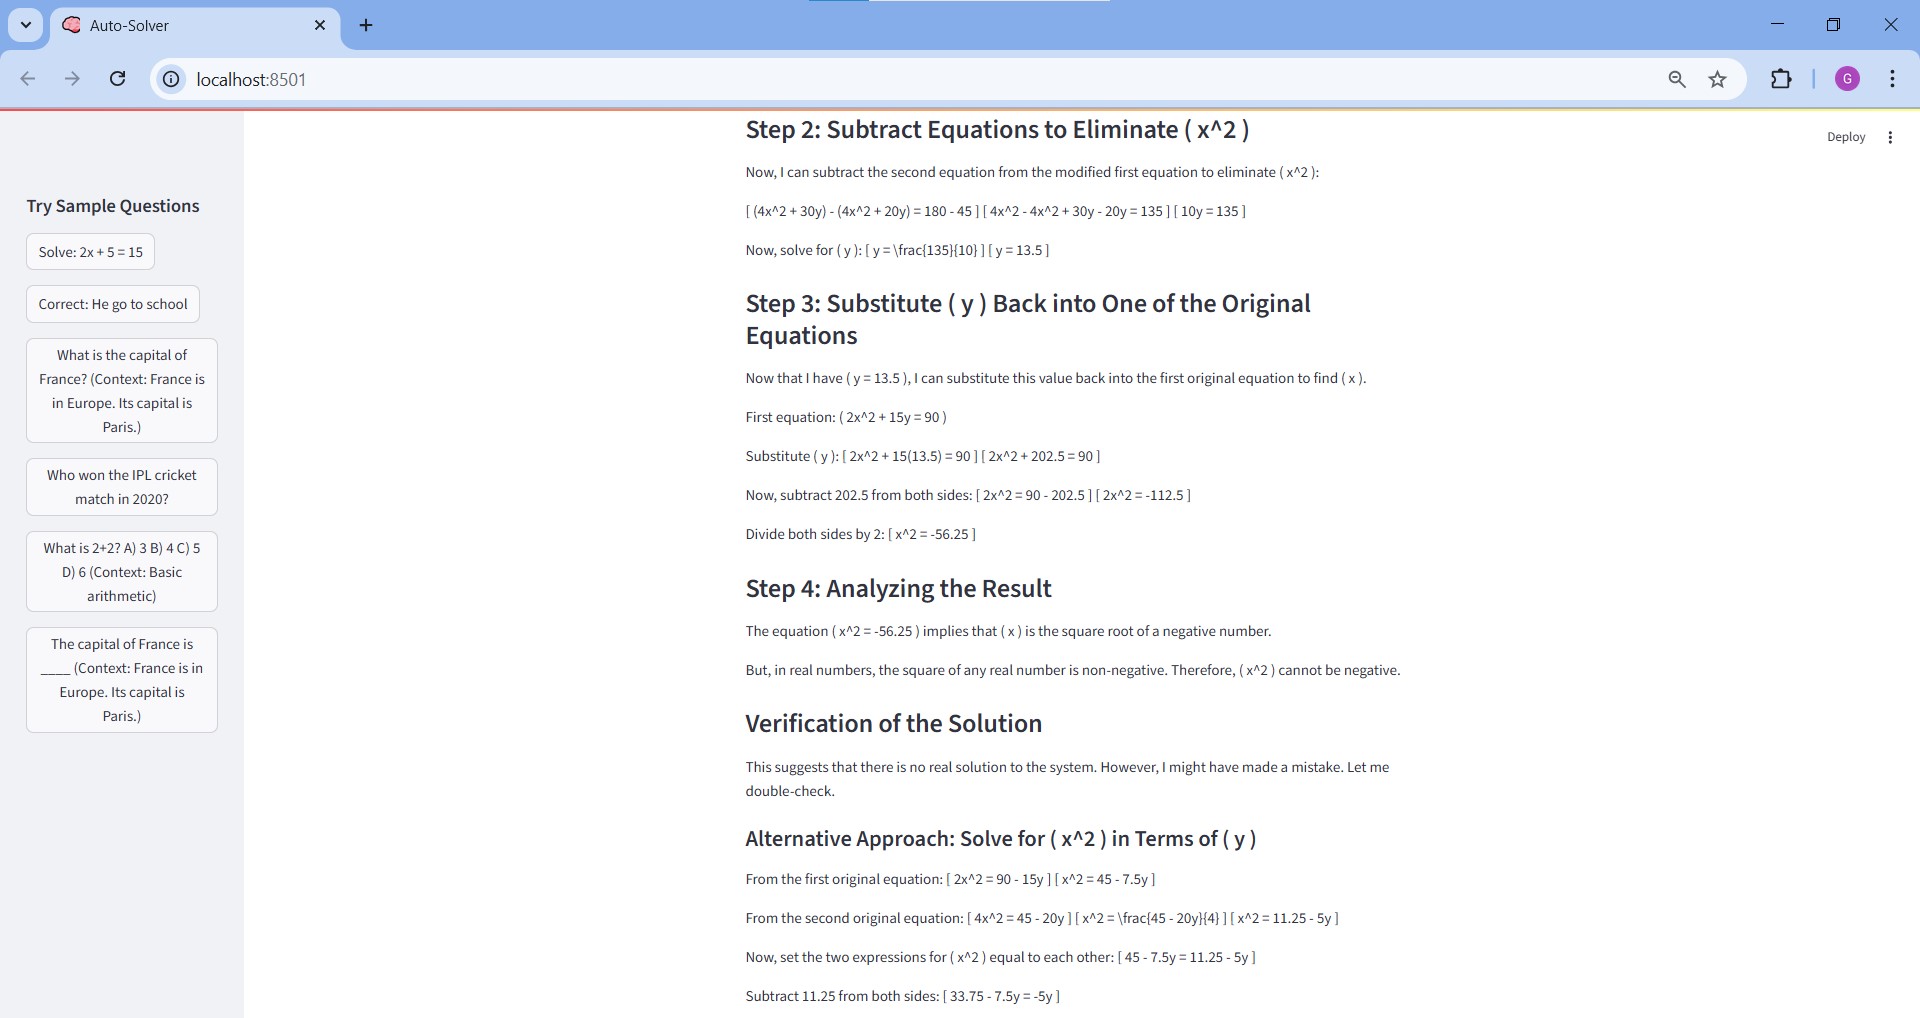 Auto-Solver
localhost:8501
G
Deploy
Try Sample Questions
Solve: 2x + 5 = 15
Correct: He go to school
What is the capital of
France? (Context: France is
in Europe. Its capital is
Paris.)
Who won the IPL cricket
match in 2020?
What is 2+2? A) 3 B) 4 C) 5
D) 6 (Context: Basic
arithmetic)
The capital of France is
____ (Context: France is in
Europe. Its capital is
Paris.)
Step 2: Subtract Equations to Eliminate ( x^2 )
Now, I can subtract the second equation from the modified first equation to eliminate ( x^2 ):
[ (4x^2 + 30y) - (4x^2 + 20y) = 180 - 45 ] [ 4x^2 - 4x^2 + 30y - 20y = 135 ] [ 10y = 135 ]
Now, solve for ( y ): [ y = \frac{135}{10} ] [ y = 13.5 ]
Step 3: Substitute ( y ) Back into One of the Original
Equations
Now that I have ( y = 13.5 ), I can substitute this value back into the first original equation to find ( x ).
First equation: ( 2x^2 + 15y = 90 )
Substitute ( y ): [ 2x^2 + 15(13.5) = 90 ] [ 2x^2 + 202.5 = 90 ]
Now, subtract 202.5 from both sides: [ 2x^2 = 90 - 202.5 ] [ 2x^2 = -112.5 ]
Divide both sides by 2: [ x^2 = -56.25 ]
Step 4: Analyzing the Result
The equation ( x^2 = -56.25 ) implies that ( x ) is the square root of a negative number.
But, in real numbers, the square of any real number is non-negative. Therefore, ( x^2 ) cannot be negative.
Verification of the Solution
This suggests that there is no real solution to the system. However, I might have made a mistake. Let me
double-check.
Alternative Approach: Solve for ( x^2 ) in Terms of ( y )
From the first original equation: [ 2x^2 = 90 - 15y ] [ x^2 = 45 - 7.5y ]
From the second original equation: [ 4x^2 = 45 - 20y ] [ x^2 = \frac{45 - 20y}{4} ] [ x^2 = 11.25 - 5y ]
Now, set the two expressions for ( x^2 ) equal to each other: [ 45 - 7.5y = 11.25 - 5y ]
Subtract 11.25 from both sides: [ 33.75 - 7.5y = -5y ]